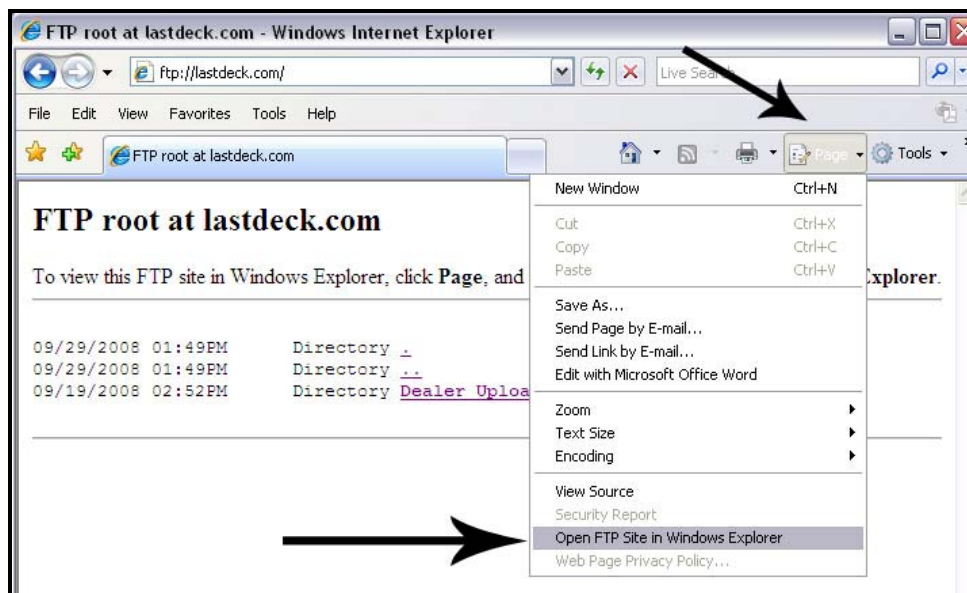 FTP root at lastdeck.com - Windows Internet Explorer
ftp://lastdeck.com/
Live Search
File Edit View Favorites Tools Help
FTP root at lastdeck.com
Page Tools
New Window Ctrl+N
Cut Ctrl+X
Copy Ctrl+C
Paste Ctrl+V
Save As...
Send Page by E-mail...
Send Link by E-mail...
Edit with Microsoft Office Word
Zoom
Text Size
Encoding
View Source
Security Report
Open FTP Site in Windows Explorer
Web Page Privacy Policy...
FTP root at lastdeck.com
To view this FTP site in Windows Explorer, click Page, and xplorer.
09/29/2008 01:49PM Directory .
09/29/2008 01:49PM Directory ..
09/19/2008 02:52PM Directory Dealer Uploa